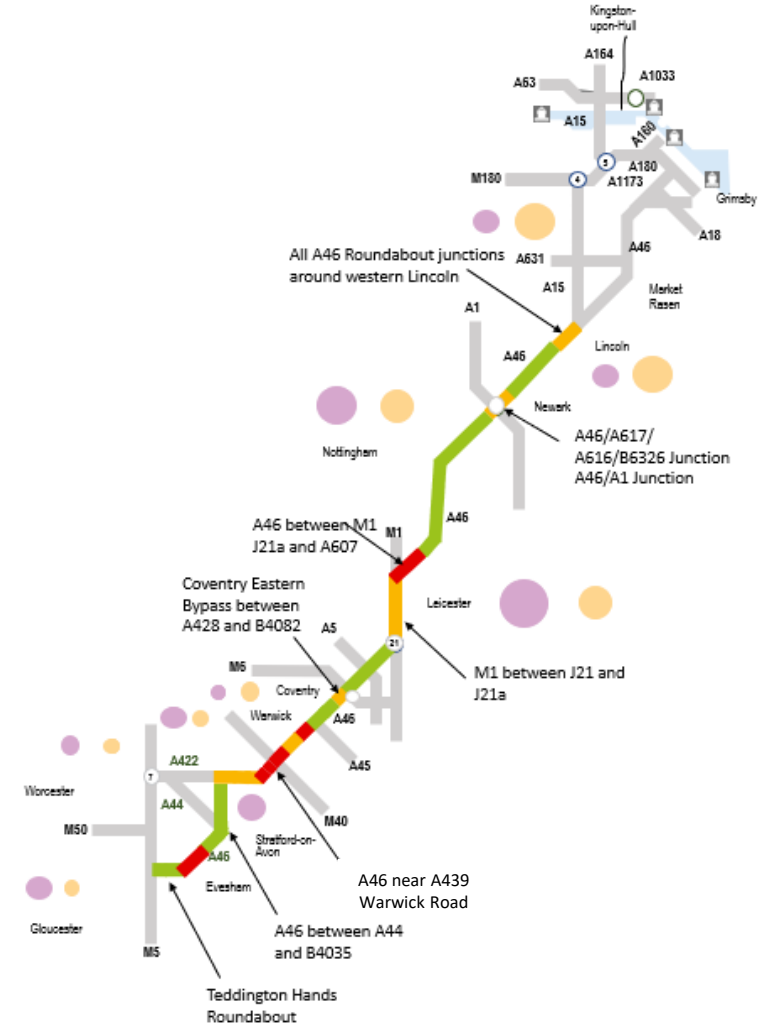 Kingston-
upon-Hull
A164
A63
A1033
A15
A160
5
A180
M180
4
A1173
Grimsby
A18
All A46 Roundabout junctions
around western Lincoln
A631
A46
A15
Market
Rasen
A1
Lincoln
A46
Newark
A46/A617/
A616/B6326 Junction
A46/A1 Junction
Nottingham
A46
A46 between M1
J21a and A607
M1
Coventry Eastern
Bypass between
A428 and B4082
Leicester
A5
21
M6
M1 between J21 and
J21a
Coventry
Warwick
A46
A45
A422
7
Worcester
A44
M40
M50
Stratford-on-
Avon
A46
Evesham
A46 near A439
Warwick Road
Gloucester
A46 between A44
and B4035
M5
Teddington Hands
Roundabout